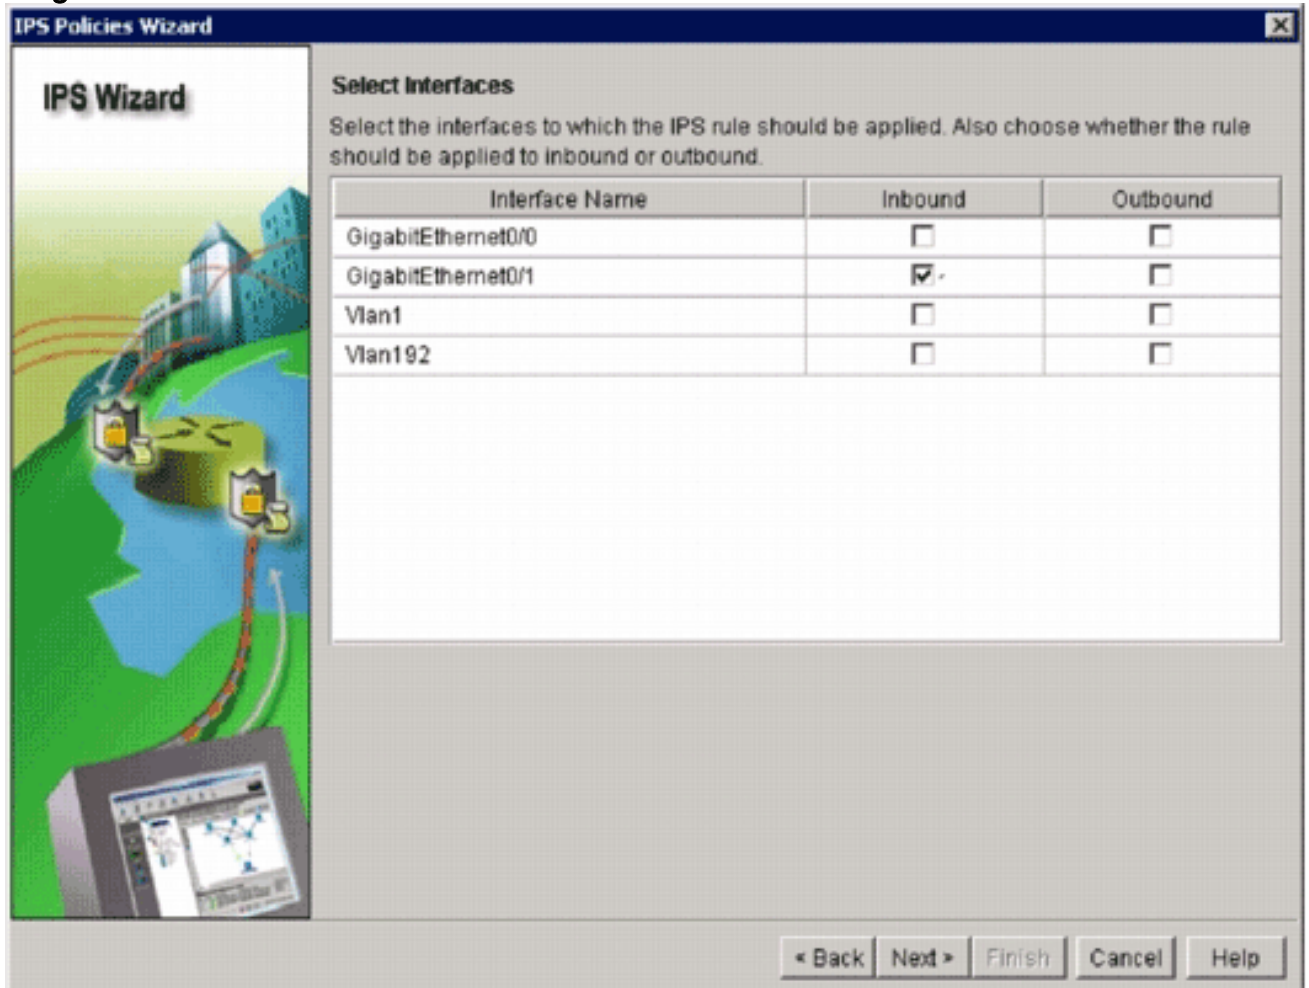 IPS Policies Wizard
IPS Wizard
Select Interfaces
Select the interfaces to which the IPS rule should be applied. Also choose whether the rule
should be applied to inbound or outbound.
Interface Name Inbound Outbound
GigabitEthernet0/0
GigabitEthernet0/1
Vlan1
Vlan192
< Back Next > Finish Cancel Help